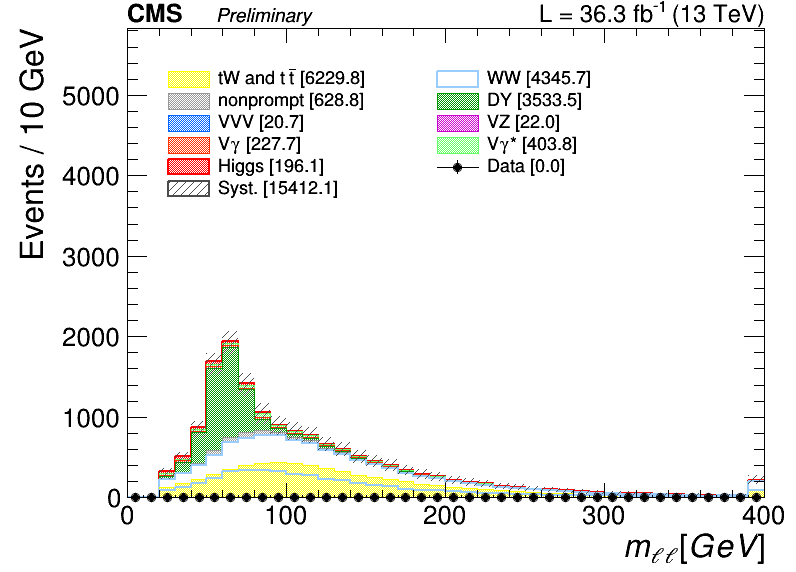 CMS Preliminary L = 36.3 fb⁻¹ (13 TeV)
Events / 10 GeV
tW and t t̅ [6229.8] WW [4345.7]
nonprompt [628.8] DY [3533.5]
VVV [20.7] VZ [22.0]
Vγ [227.7] Vγ* [403.8]
Higgs [196.1] Data [0.0]
Syst. [15412.1]
5000
4000
3000
2000
1000
0
0 100 200 300 400
m_ℓℓ[GeV]